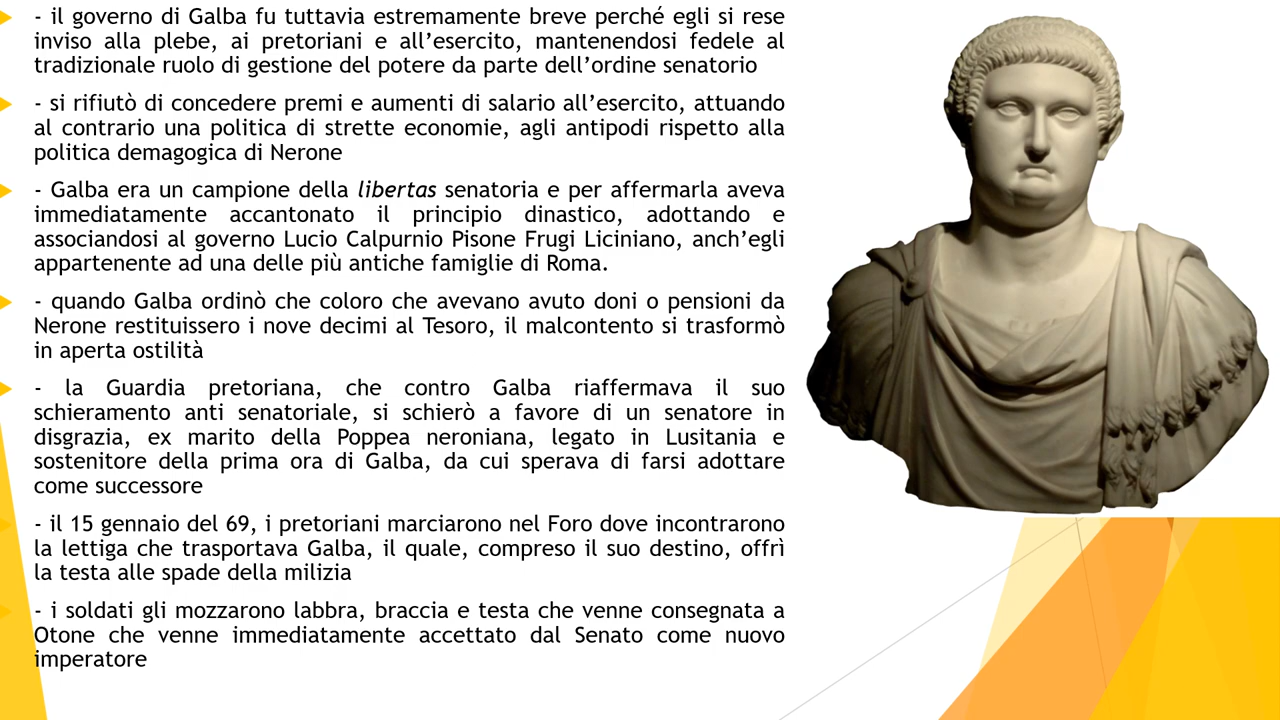 - il governo di Galba fu tuttavia estremamente breve perché egli si rese
inviso alla plebe, ai pretoriani e all’esercito, mantenendosi fedele al
tradizionale ruolo di gestione del potere da parte dell’ordine senatorio
- si rifiutò di concedere premi e aumenti di salario all’esercito, attuando
al contrario una politica di strette economie, agli antipodi rispetto alla
politica demagogica di Nerone
- Galba era un campione della libertas senatoria e per affermarla aveva
immediatamente accantonato il principio dinastico, adottando e
associandosi al governo Lucio Calpurnio Pisone Frugi Liciniano, anch’egli
appartenente ad una delle più antiche famiglie di Roma.
- quando Galba ordinò che coloro che avevano avuto doni o pensioni da
Nerone restituissero i nove decimi al Tesoro, il malcontento si trasformò
in aperta ostilità
- la Guardia pretoriana, che contro Galba riaffermava il suo
schieramento anti senatoriale, si schierò a favore di un senatore in
disgrazia, ex marito della Poppea neroniana, legato in Lusitania e
sostenitore della prima ora di Galba, da cui sperava di farsi adottare
come successore
- il 15 gennaio del 69, i pretoriani marciarono nel Foro dove incontrarono
la lettiga che trasportava Galba, il quale, compreso il suo destino, offrì
la testa alle spade della milizia
- i soldati gli mozzarono labbra, braccia e testa che venne consegnata a
Otone che venne immediatamente accettato dal Senato come nuovo
imperatore